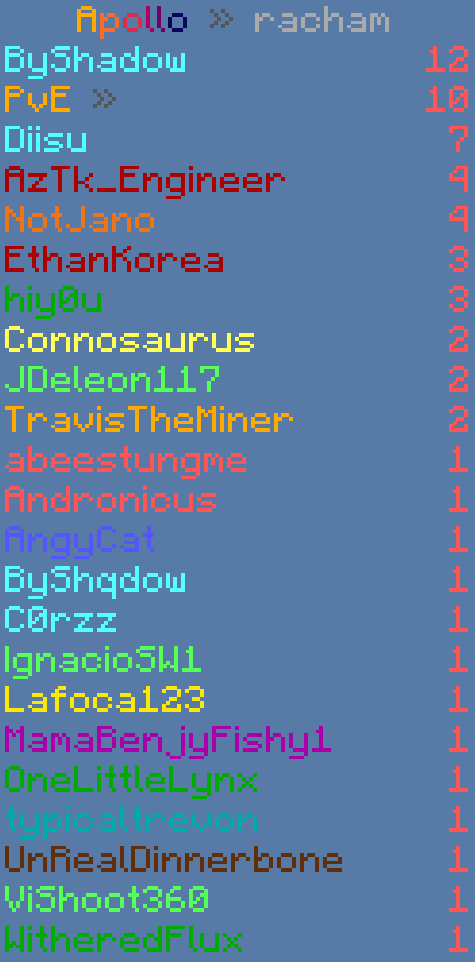 Apollo » racham
ByShadow 12
PvE » 10
Diisu 7
AzTk_Engineer 4
NotJano 4
EthanKorea 3
hiy0u 3
Connosaurus 2
JDeleon117 2
TravisTheMiner 2
abeestungme 1
Andronicus 1
AngyCat 1
ByShqdow 1
C0rzz 1
IgnacioSW1 1
Lafoca123 1
MamaBenjyFishy1 1
OneLittleLynx 1
typicaltrevon 1
UnRealDinnerbone 1
ViShoot360 1
WitheredFlux 1